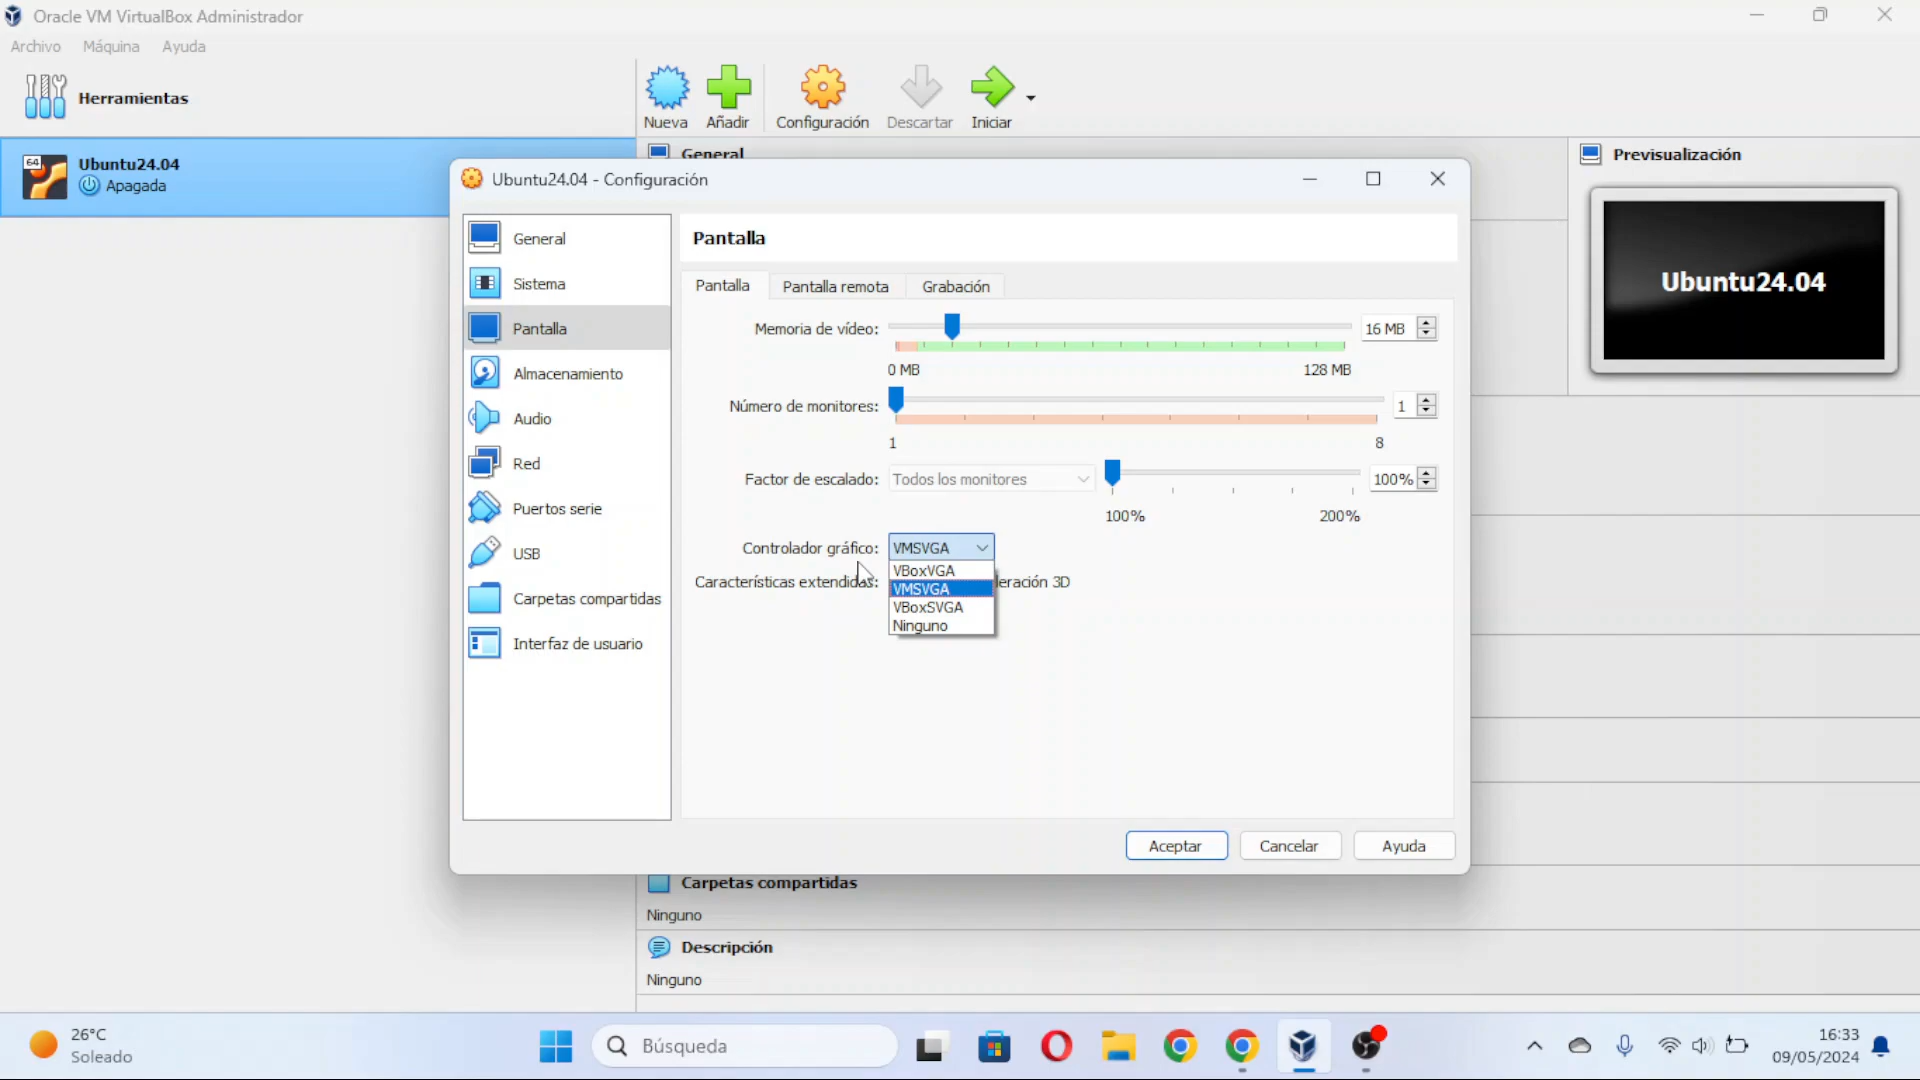 Oracle VM VirtualBox Administrador
Archivo Máquina Ayuda
Herramientas
Nueva Añadir Configuración Descartar Iniciar
64 Ubuntu24.04
Apagada
General
Previsualización
Ubuntu24.04
Ubuntu24.04 - Configuración
General
Sistema
Pantalla
Almacenamiento
Audio
Red
Puertos serie
USB
Carpetas compartidas
Interfaz de usuario
Pantalla
Pantalla Pantalla remota Grabación
Memoria de vídeo: 16 MB
0 MB 128 MB
Número de monitores: 1
1 8
Factor de escalado: Todos los monitores 100%
100% 200%
Controlador gráfico: VMSVGA
VBoxVGA
Características extendidas: eración 3D
VMSVGA
VBoxSVGA
Ninguno
Aceptar Cancelar Ayuda
Carpetas compartidas
Ninguno
Descripción
Ninguno
26°C
Soleado
Búsqueda
16:33
09/05/2024